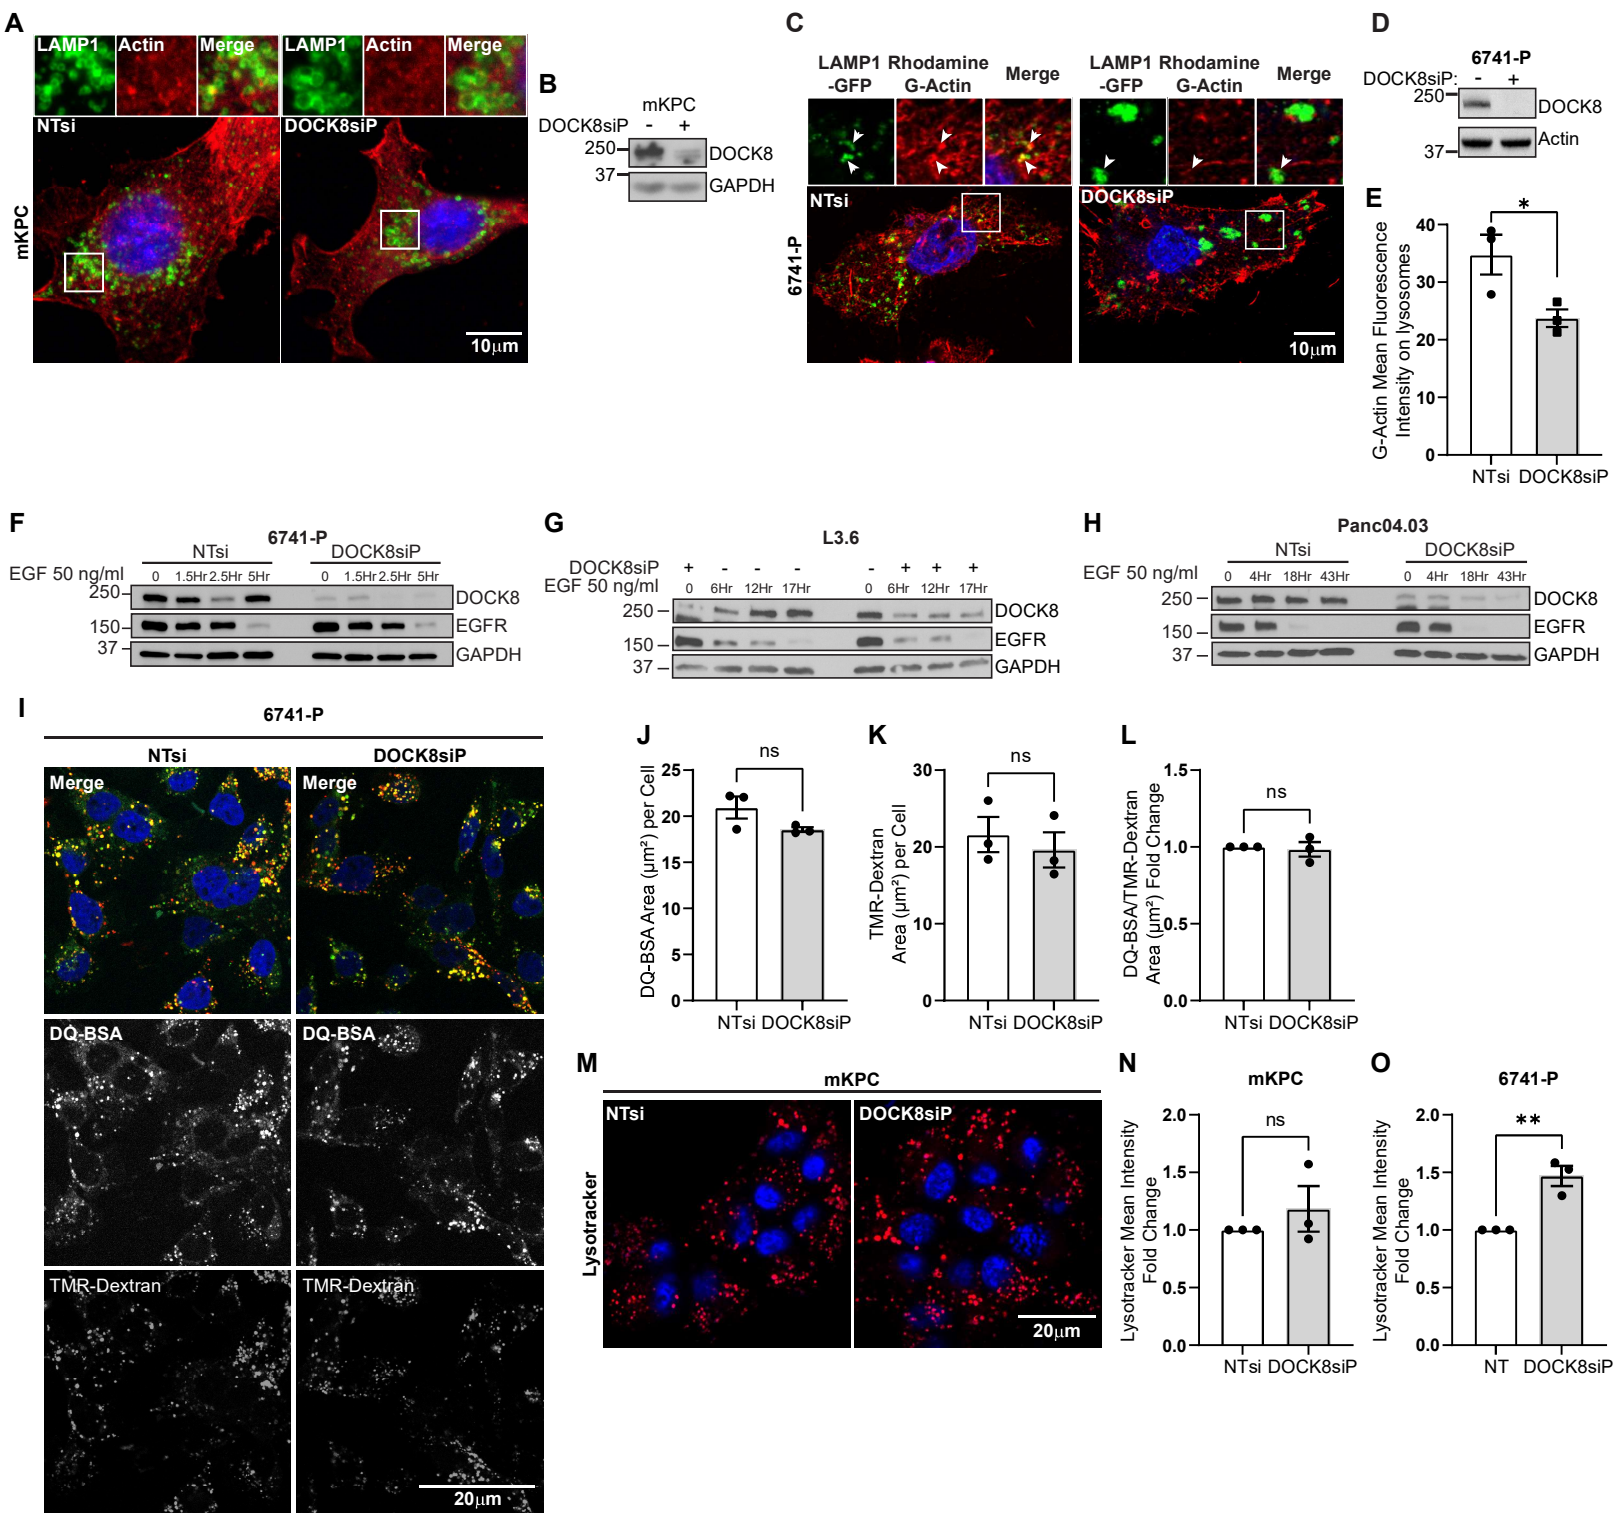 A
LAMP1 Actin Merge LAMP1 Actin Merge
NTsi DOCK8siP
mKPC
10µm
B
mKPC
DOCK8siP - +
250 DOCK8
37 GAPDH
C
LAMP1 Rhodamine Merge LAMP1 Rhodamine Merge
-GFP G-Actin -GFP G-Actin
NTsi DOCK8siP
6741-P
10µm
D
6741-P
DOCK8siP: - +
250 DOCK8
Actin
37
E
G-Actin Mean Fluorescence
Intensity on lysosomes
*
40
30
20
10
0
NTsi DOCK8siP
F
6741-P
NTsi DOCK8siP
EGF 50 ng/ml 0 1.5Hr 2.5Hr 5Hr 0 1.5Hr 2.5Hr 5Hr
250 DOCK8
150 EGFR
37 GAPDH
G
L3.6
DOCK8siP + - - - - + + +
EGF 50 ng/ml 0 6Hr 12Hr 17Hr 0 6Hr 12Hr 17Hr
250 DOCK8
150 EGFR
37 GAPDH
H
Panc04.03
NTsi DOCK8siP
EGF 50 ng/ml 0 4Hr 18Hr 43Hr 0 4Hr 18Hr 43Hr
250 DOCK8
150 EGFR
37 GAPDH
I
6741-P
NTsi DOCK8siP
Merge Merge
DQ-BSA DQ-BSA
TMR-Dextran TMR-Dextran
20µm
J
DQ-BSA Area (µm²) per Cell
ns
25
20
15
10
5
0
NTsi DOCK8siP
K
TMR-Dextran
Area (µm²) per Cell
ns
30
20
10
0
NTsi DOCK8siP
L
DQ-BSA/TMR-Dextran
Area (µm²) Fold Change
ns
1.5
1.0
0.5
0.0
NTsi DOCK8siP
M
mKPC
NTsi DOCK8siP
Lysotracker
20µm
N
mKPC
Lysotracker Mean Intensity
Fold Change
ns
2.0
1.5
1.0
0.5
0.0
NTsi DOCK8siP
O
6741-P
Lysotracker Mean Intensity
Fold Change
**
2.0
1.5
1.0
0.5
0.0
NT DOCK8siP